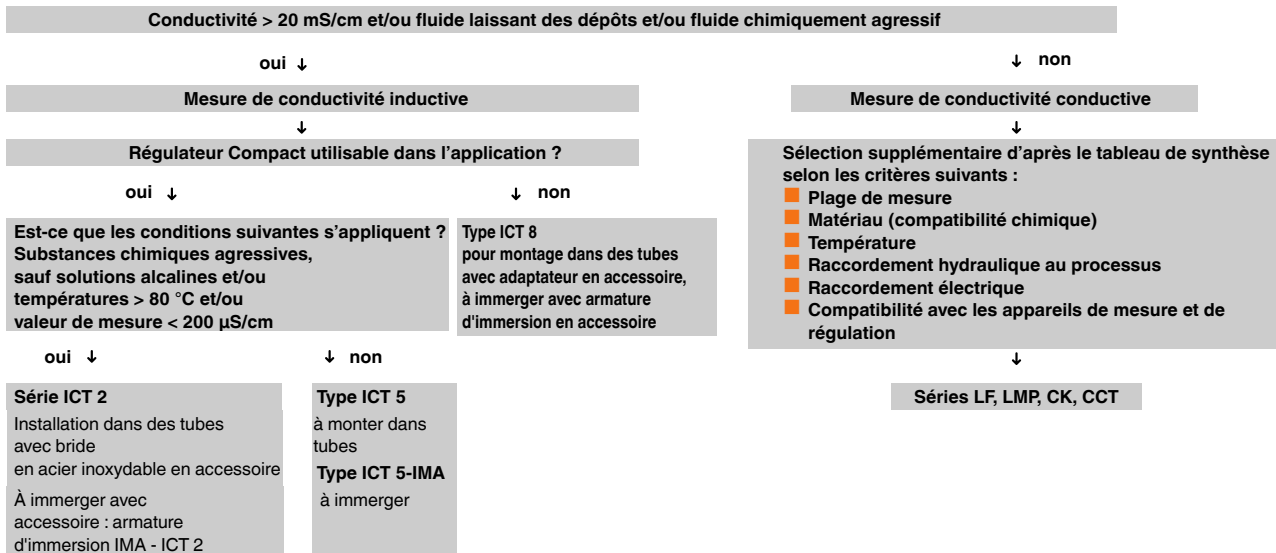 Conductivité > 20 mS/cm et/ou fluide laissant des dépôts et/ou fluide chimiquement agressif
oui ↓
↓ non
Mesure de conductivité inductive
Mesure de conductivité conductive
↓
↓
Régulateur Compact utilisable dans l'application ?
Sélection supplémentaire d'après le tableau de synthèse
selon les critères suivants :
■ Plage de mesure
■ Matériau (compatibilité chimique)
■ Température
■ Raccordement hydraulique au processus
■ Raccordement électrique
■ Compatibilité avec les appareils de mesure et de
régulation
oui ↓
↓ non
Est-ce que les conditions suivantes s'appliquent ?
Substances chimiques agressives,
sauf solutions alcalines et/ou
températures > 80 °C et/ou
valeur de mesure < 200 µS/cm
Type ICT 8
pour montage dans des tubes
avec adaptateur en accessoire,
à immerger avec armature
d'immersion en accessoire
oui ↓
↓ non
↓
Série ICT 2
Installation dans des tubes
avec bride
en acier inoxydable en accessoire
À immerger avec
accessoire : armature
d'immersion IMA - ICT 2
Type ICT 5
à monter dans
tubes
Type ICT 5-IMA
à immerger
Séries LF, LMP, CK, CCT